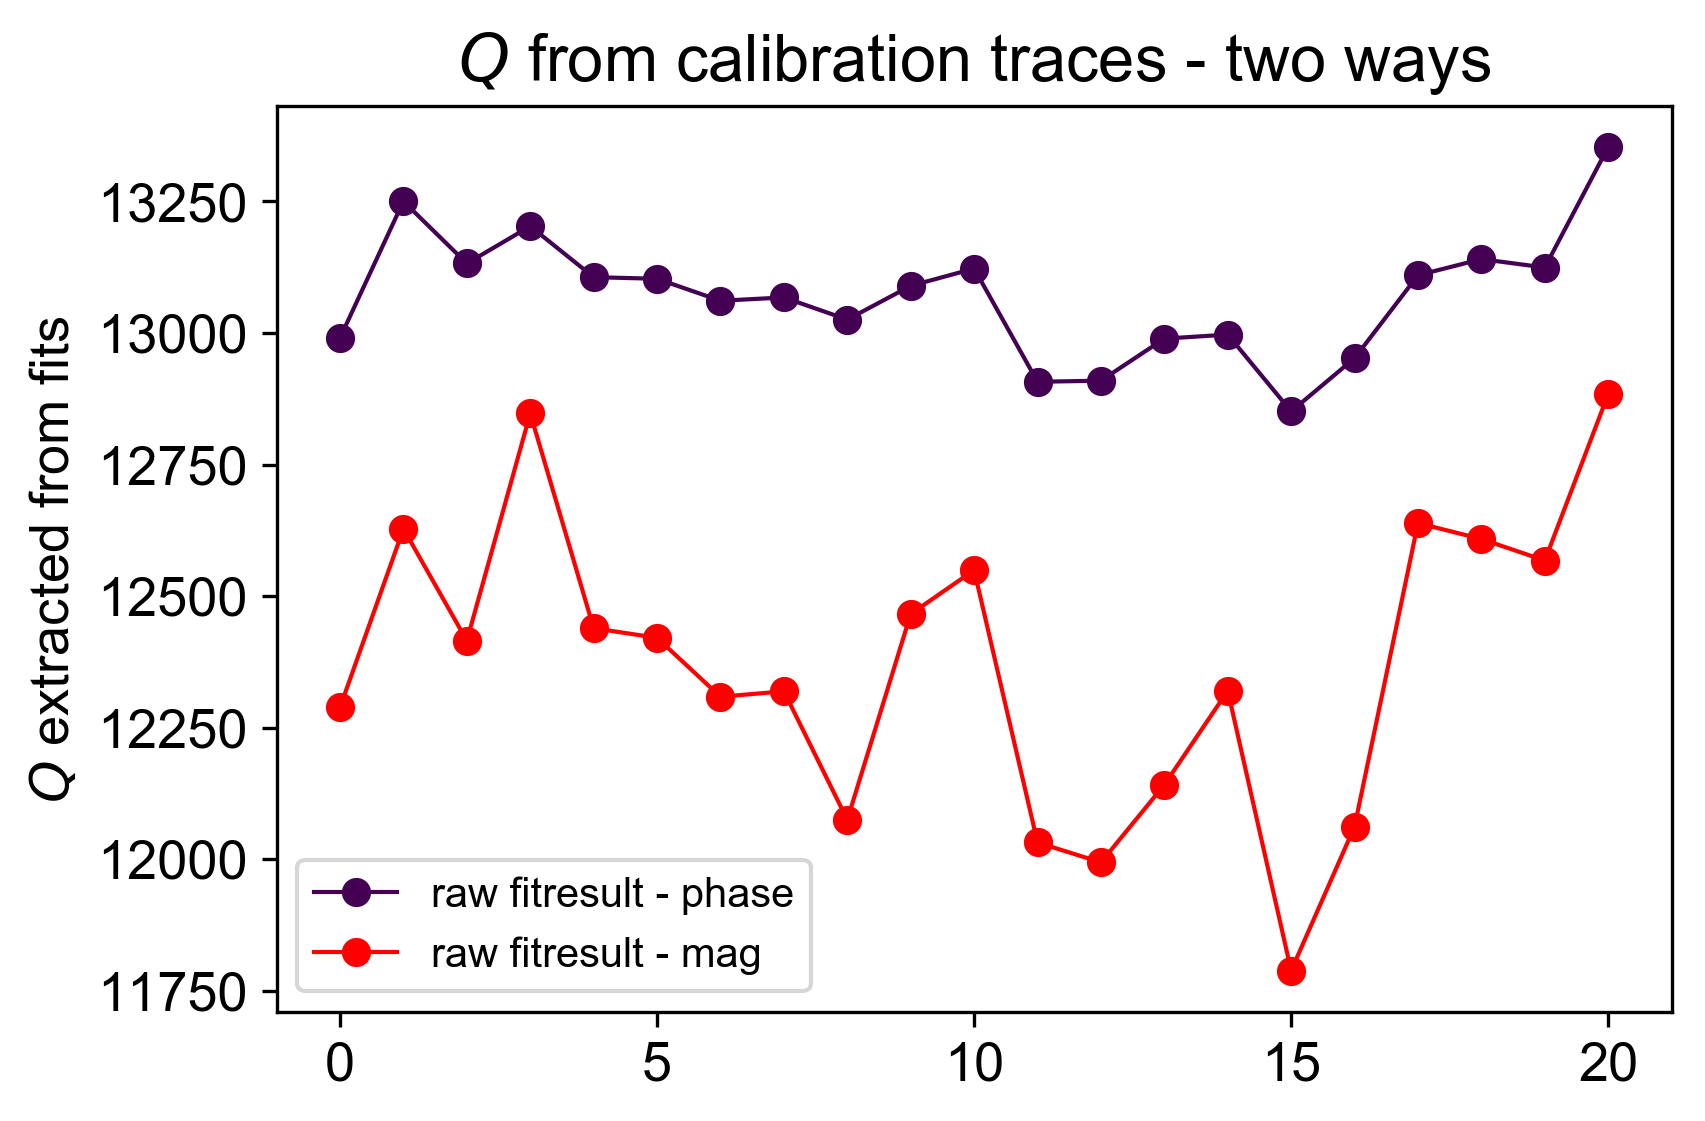 Q from calibration traces - two ways
Q extracted from fits
13250
13000
12750
12500
12250
12000
11750
raw fitresult - phase
raw fitresult - mag
0 5 10 15 20